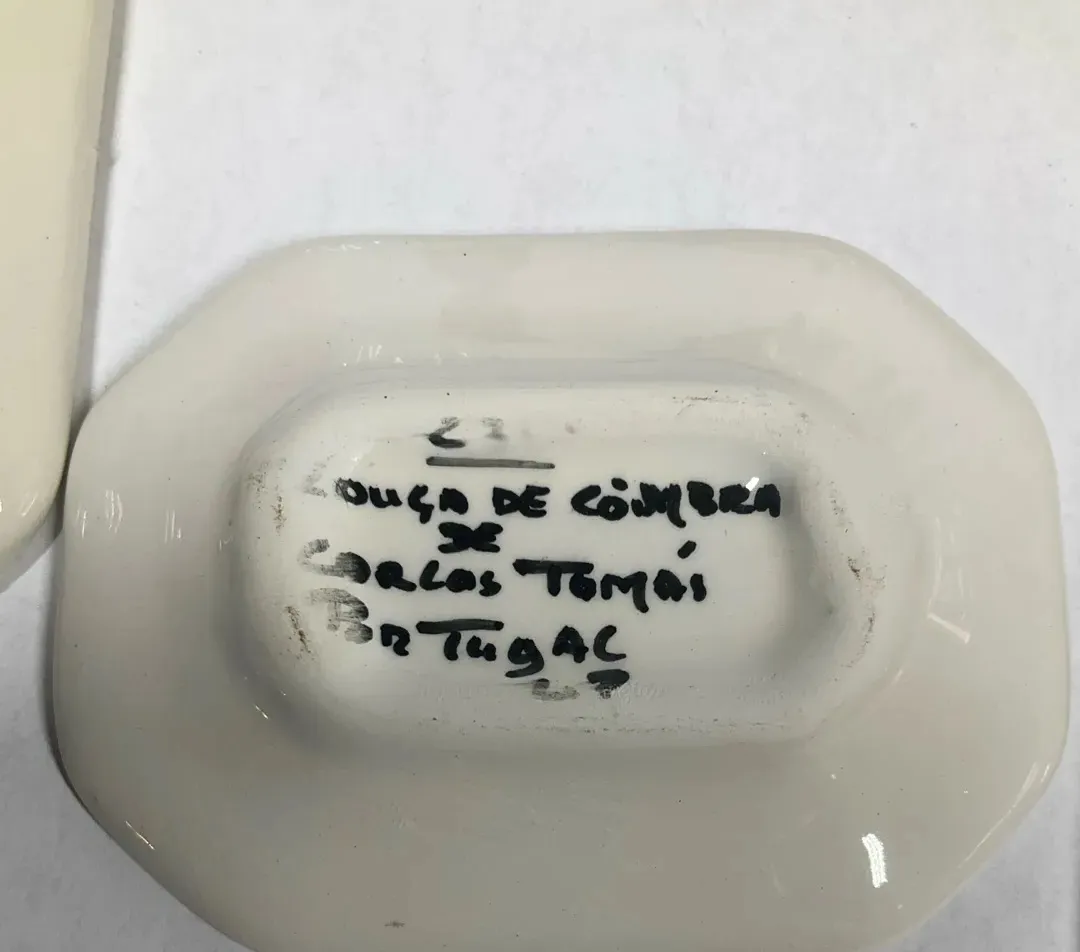 LOUÇA DE COIMBRA
DE
CARLOS TOMÁS
PORTUGAL